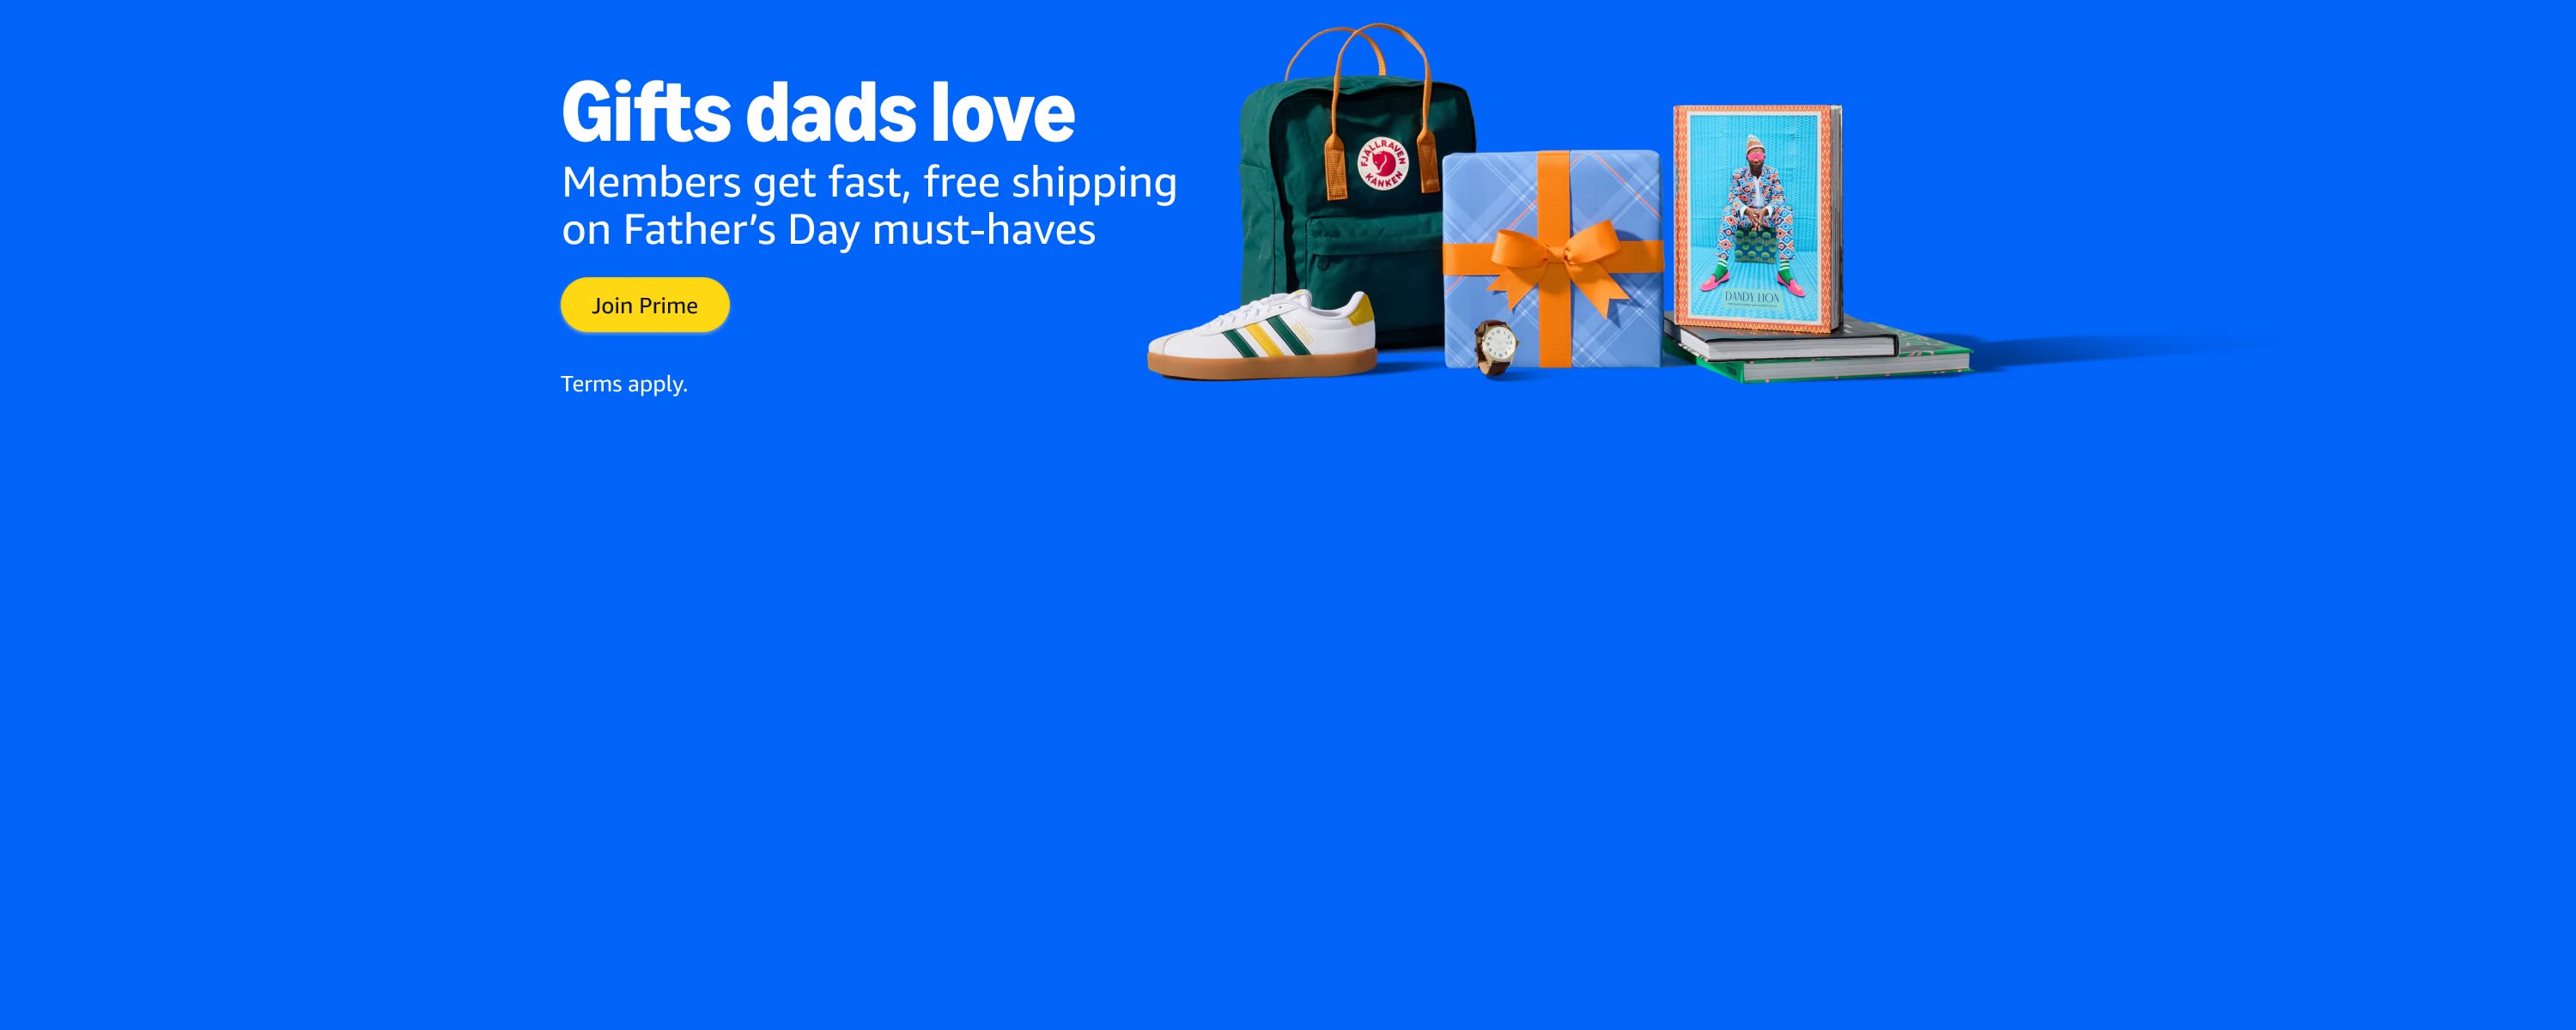 Gifts dads love
Members get fast, free shipping
on Father’s Day must-haves
Join Prime
Terms apply.
FJÄLLRÄVEN
KÅNKEN
DANDY LION